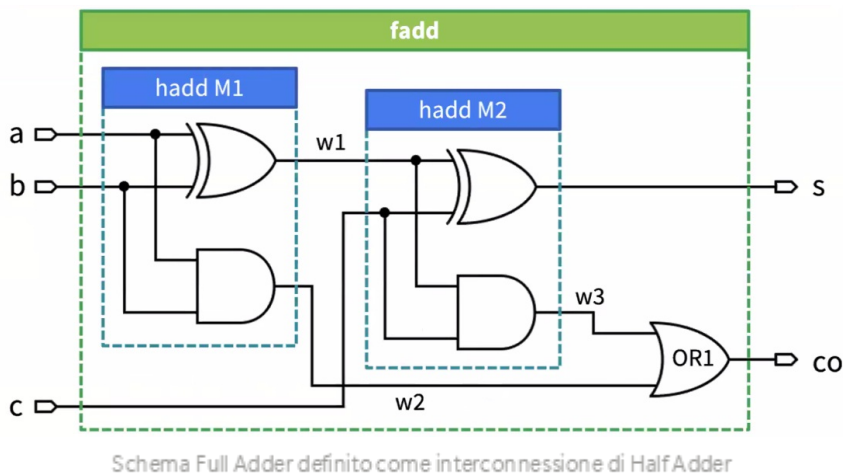 fadd
hadd M1
hadd M2
a
w1
b
s
w3
OR1
co
c
w2
Schema Full Adder definito come interconnessione di Half Adder